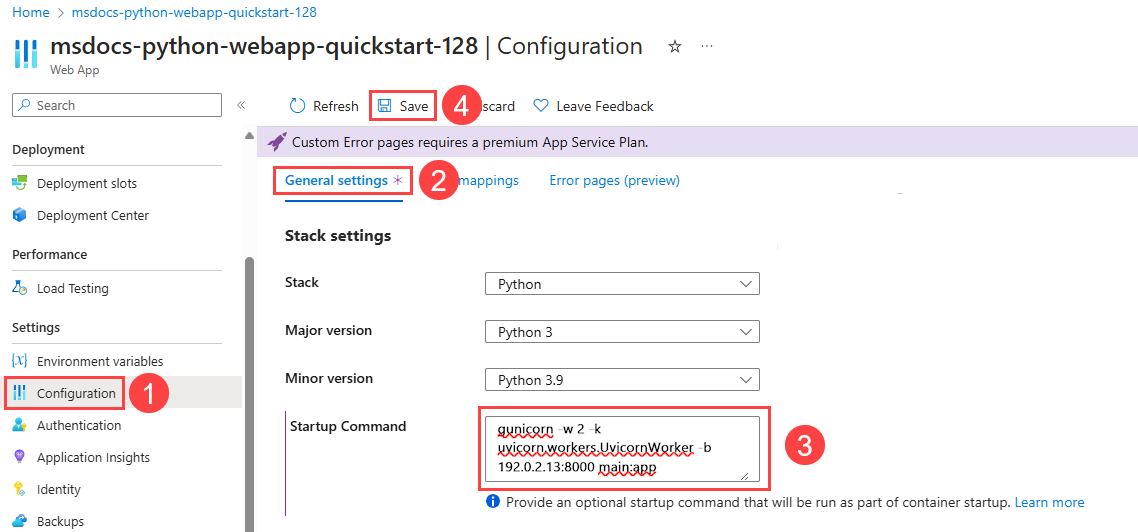 Home > msdocs-python-webapp-quickstart-128
msdocs-python-webapp-quickstart-128 | Configuration
Web App
Search
Refresh
Save
4
scard
Leave Feedback
Custom Error pages requires a premium App Service Plan.
General settings *
2
mappings
Error pages (preview)
Deployment
Deployment slots
Deployment Center
Performance
Load Testing
Settings
Environment variables
Configuration
1
Authentication
Application Insights
Identity
Backups
Stack settings
Stack
Python
Major version
Python 3
Minor version
Python 3.9
Startup Command
gunicorn -w 2 -k
uvicorn.workers.UvicornWorker -b
192.0.2.13:8000 main:app
3
Provide an optional startup command that will be run as part of container startup. Learn more